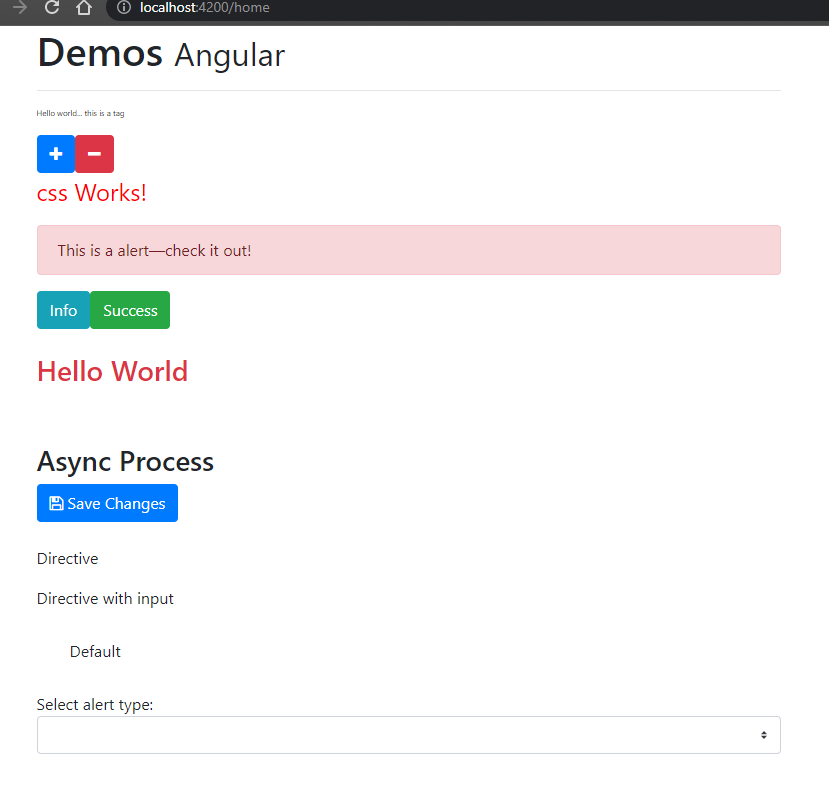 localhost:4200/home
Demos Angular
Hello world... this is a tag
css Works!
This is a alert—check it out!
Info Success
Hello World
Async Process
Save Changes
Directive
Directive with input
Default
Select alert type: